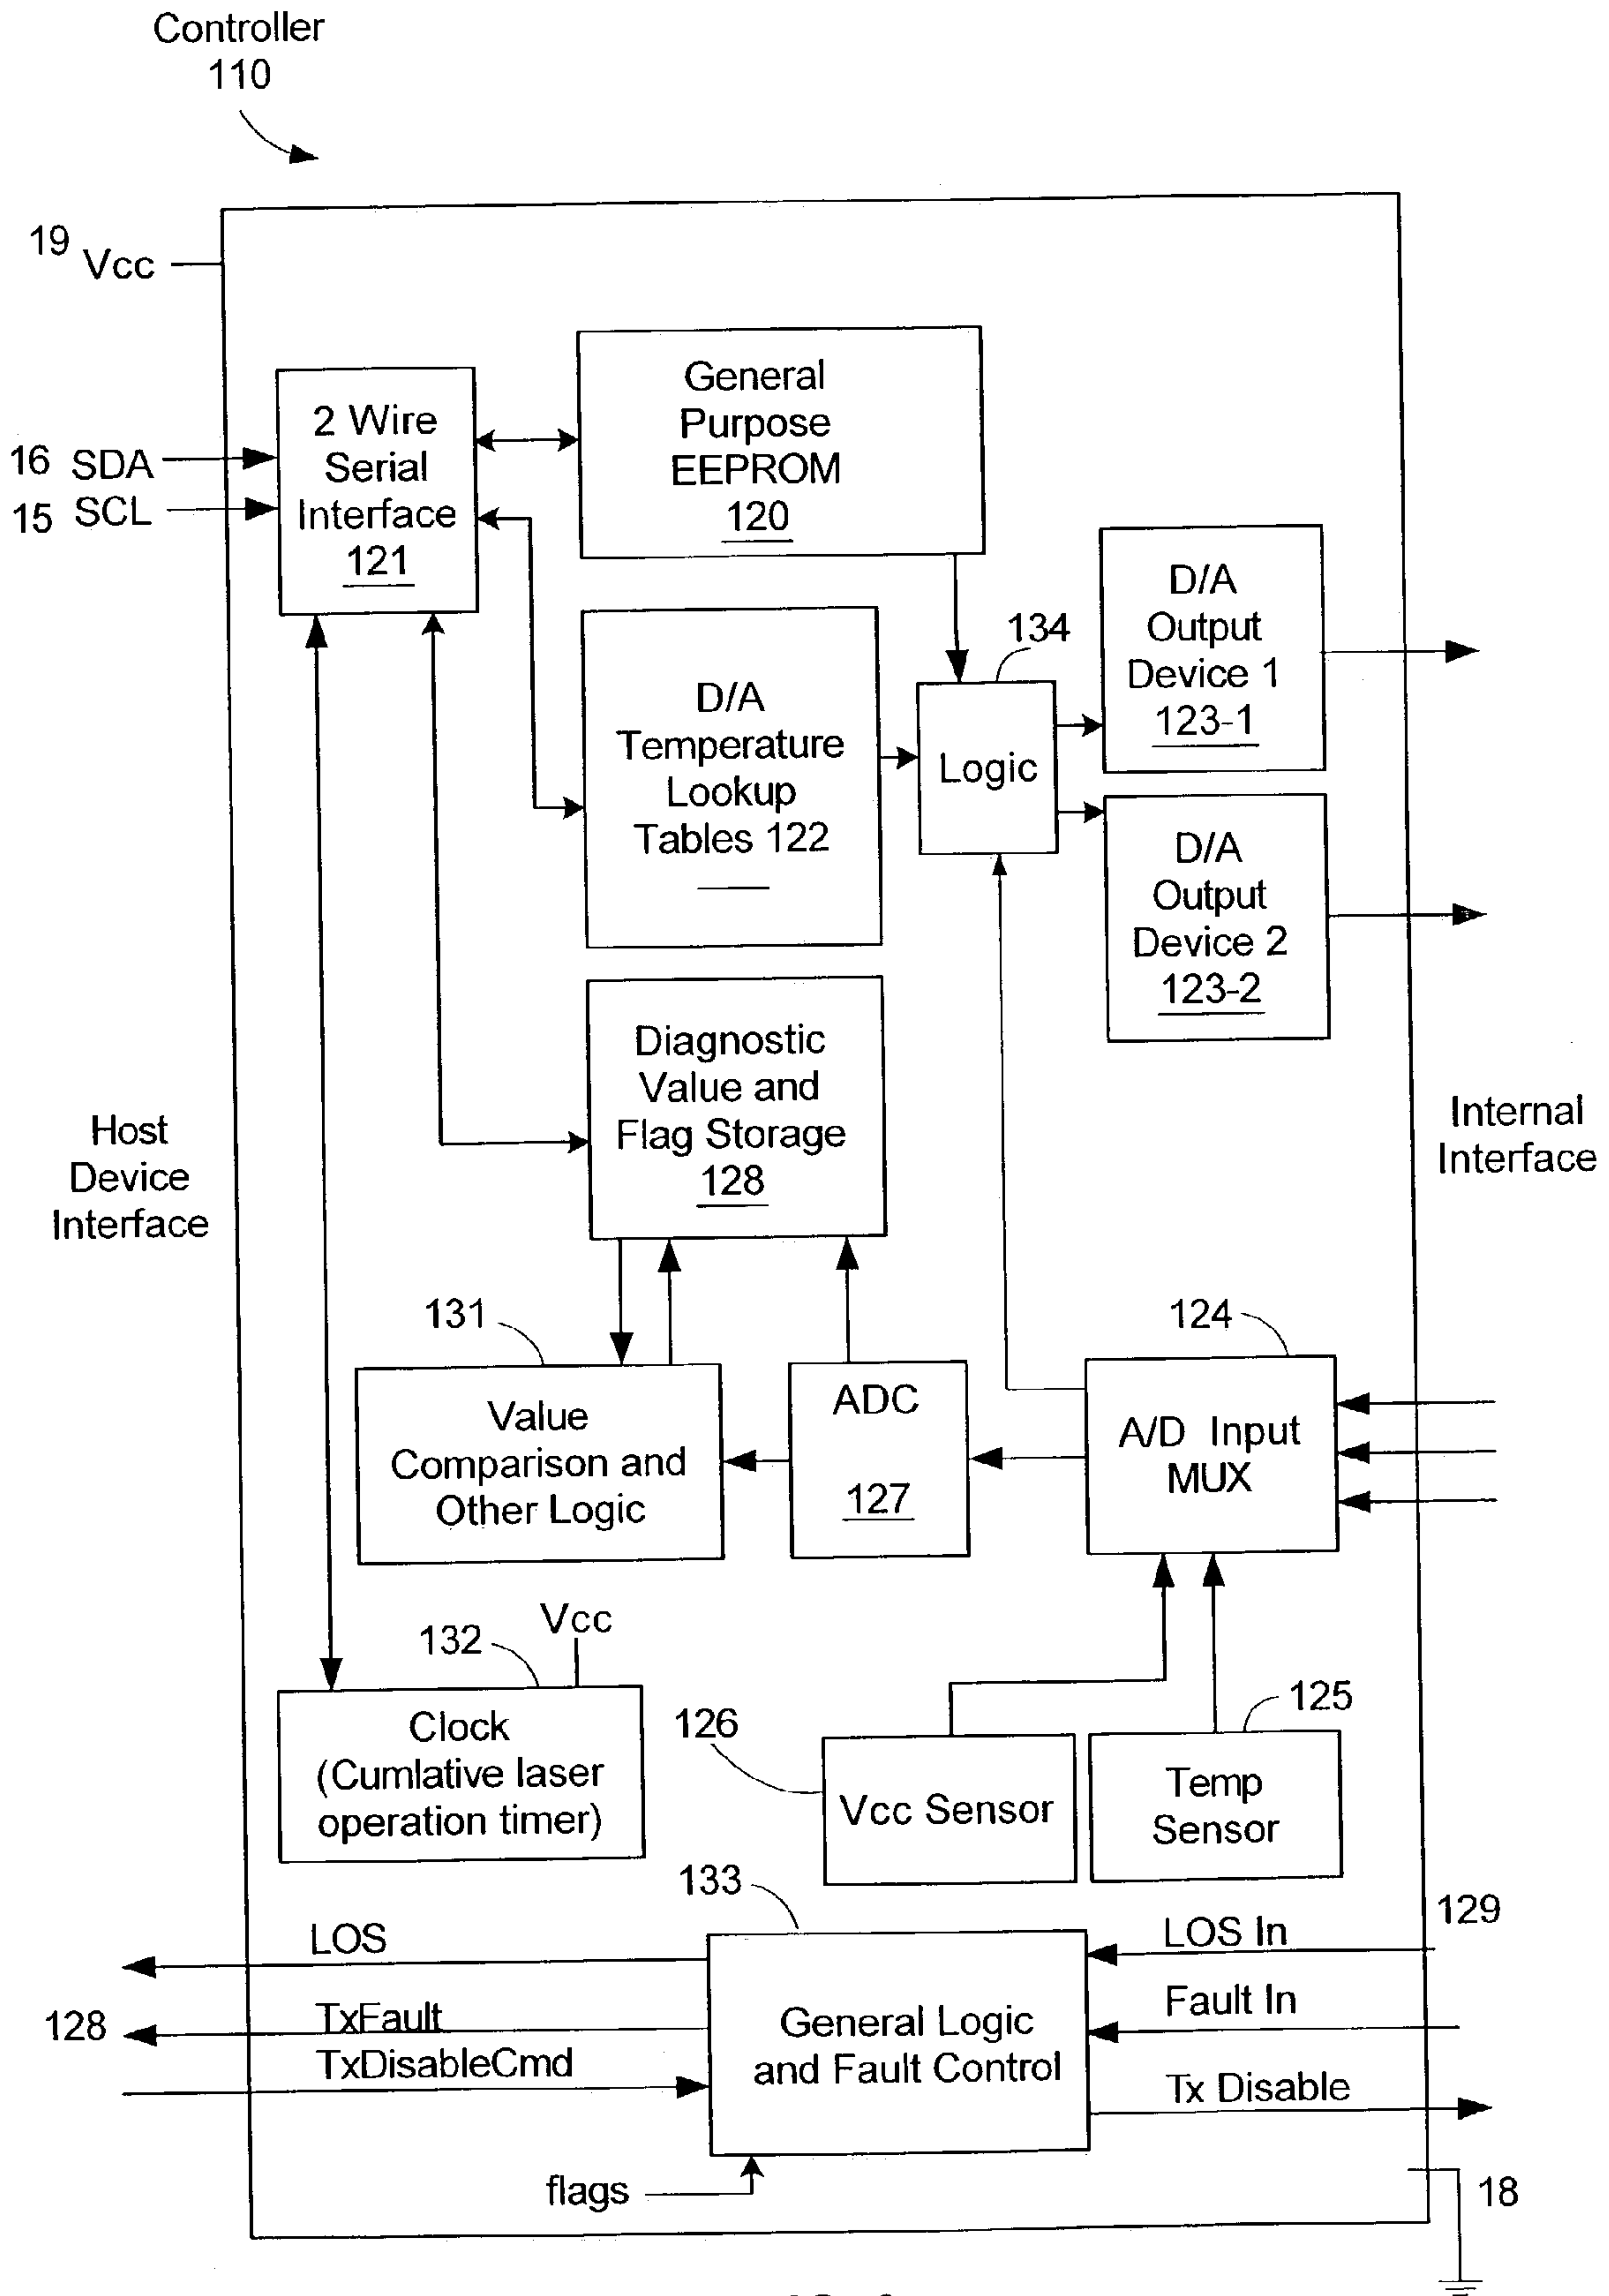 Controller
110
19
Vcc
General
Purpose
EEPROM
120
2 Wire
Serial
Interface
121
16 SDA
15 SCL
D/A
Output
Device 1
123-1
134
D/A
Temperature
Lookup
Tables 122
Logic
D/A
Output
Device 2
123-2
Diagnostic
Value and
Flag Storage
128
Host
Device
Interface
Internal
Interface
131
124
Value
Comparison and
Other Logic
ADC
127
A/D Input
MUX
132
Vcc
Clock
(Cumlative laser
operation timer)
126
125
Vcc Sensor
Temp
Sensor
133
129
LOS
LOS In
128
TxFault
Fault In
TxDisableCmd
General Logic
and Fault Control
Tx Disable
flags
18